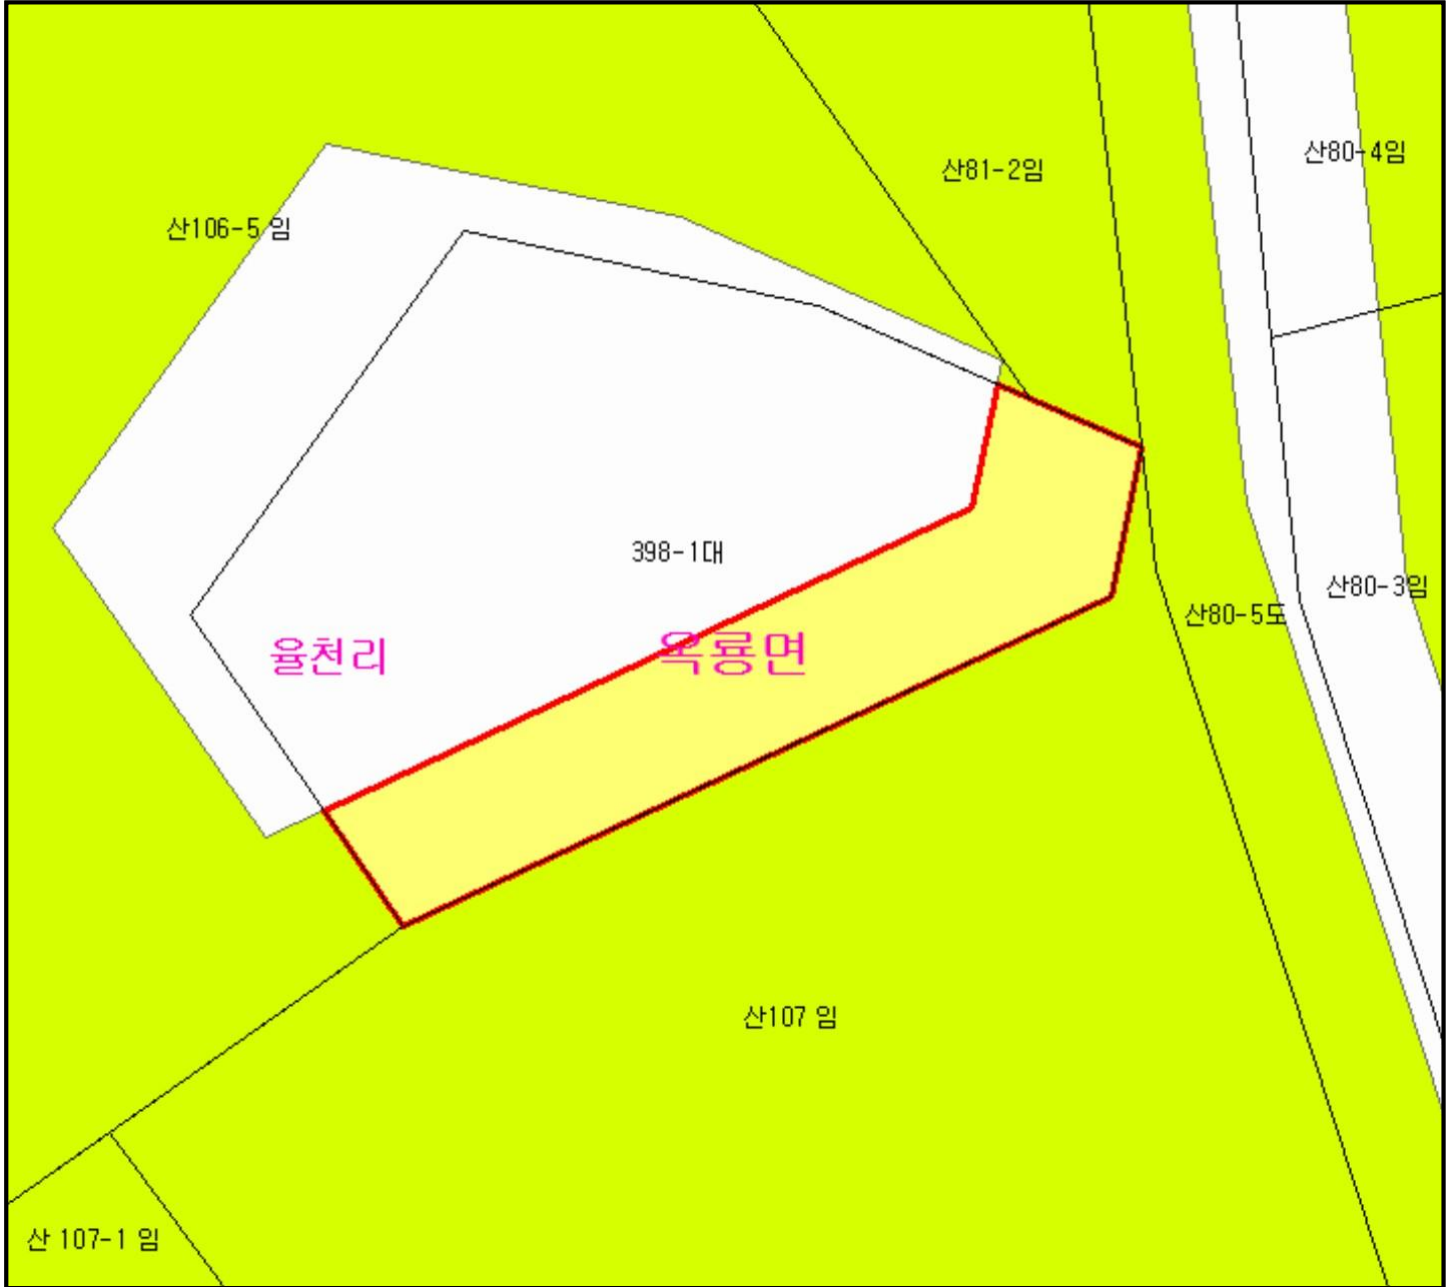 산80-4임
산81-2임
산106-5 임
398-1대
산80-3임
산80-5도
율천리
옥룡면
산107 임
산 107-1 임